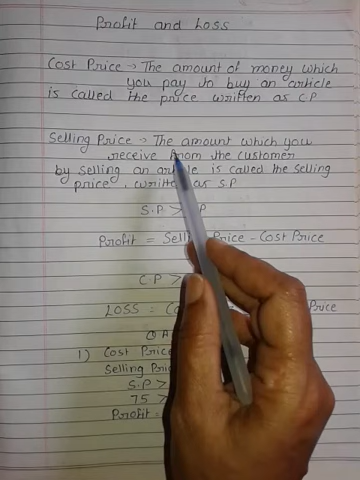 Profit and Loss
Cost Price → The amount of money which
you pay to buy an article
is called the price written as C.P
Selling Price → The amount which you
receive from the customer
by selling an article is called the selling
price. written as S.P
S.P > P
Profit = Selling Price - Cost Price
C.P >
Loss = Price
1) Cost Price
Selling Price
S.P >
75 >
Profit =